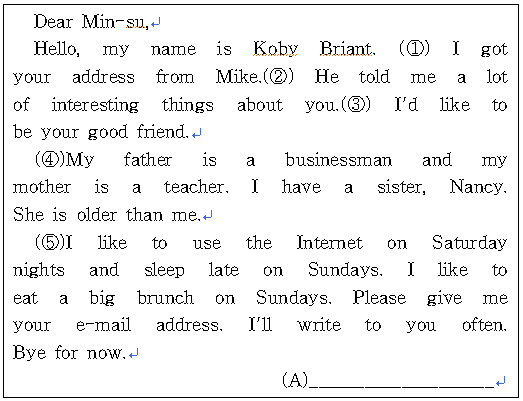 Dear Min-su,↵
Hello, my name is Koby Briant. (①) I got
your address from Mike.(②) He told me a lot
of interesting things about you.(③) I'd like to
be your good friend.↵
(④)My father is a businessman and my
mother is a teacher. I have a sister, Nancy.
She is older than me.↵
(⑤)I like to use the Internet on Saturday
nights and sleep late on Sundays. I like to
eat a big brunch on Sundays. Please give me
your e-mail address. I'll write to you often.
Bye for now.↵
(A)____________________↵